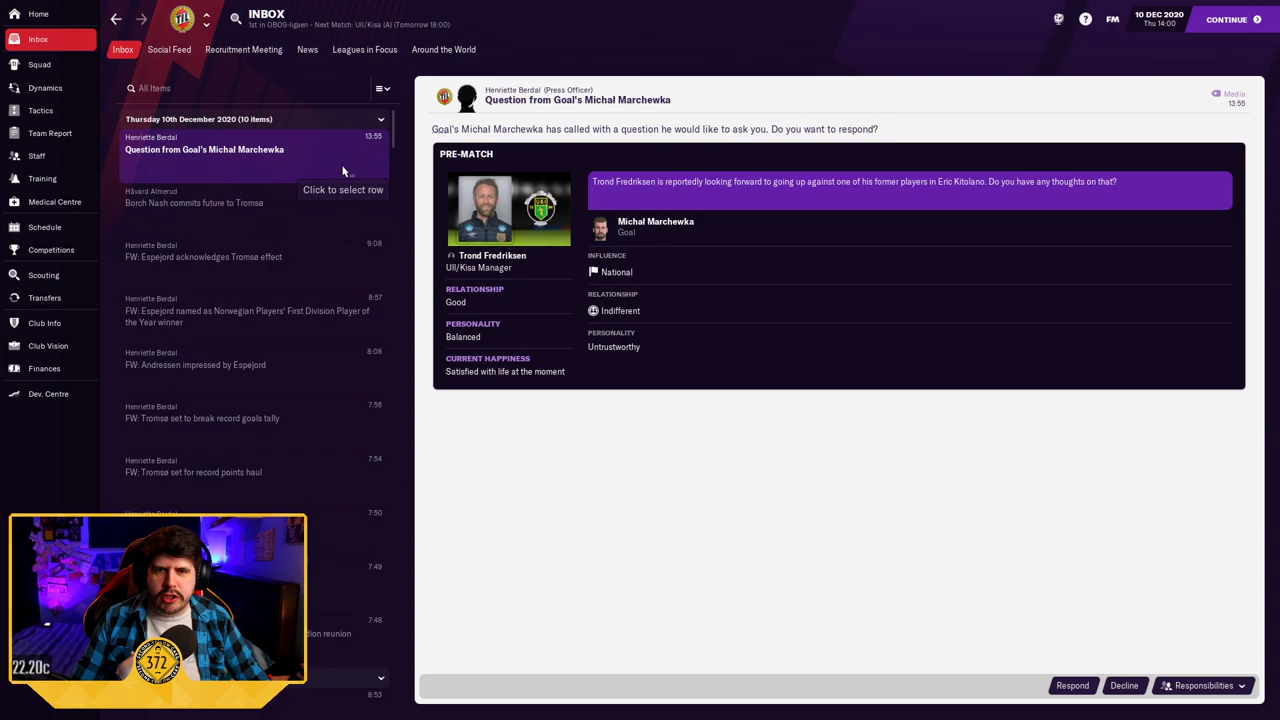 Home
Inbox
Squad
Dynamics
Tactics
Team Report
Staff
Training
Medical Centre
Schedule
Competitions
Scouting
Transfers
Club Info
Club Vision
Finances
Dev. Centre
TIL
INBOX
1st in OBOS-ligaen - Next Match: Ull/Kisa (A) (Tomorrow 18:00)
FM
10 DEC 2020
Thu 14:00
CONTINUE
Inbox
Social Feed
Recruitment Meeting
News
Leagues in Focus
Around the World
All Items
Thursday 10th December 2020 (10 items)
Henriette Berdal
13:55
Question from Goal's Michal Marchewka
Click to select row
Håvard Almerud
Borch Nash commits future to Tromsø
Henriette Berdal
9:08
FW: Espejord acknowledges Tromsø effect
Henriette Berdal
8:57
FW: Espejord named as Norwegian Players' First Division Player of
the Year winner
Henriette Berdal
8:08
FW: Andressen impressed by Espejord
Henriette Berdal
7:56
FW: Tromsø set to break record goals tally
Henriette Berdal
7:54
FW: Tromsø set for record points haul
7:50
7:49
7:48
dion reunion
8:53
Henriette Berdal (Press Officer)
Question from Goal's Michal Marchewka
Media
13:55
Goal's Michal Marchewka has called with a question he would like to ask you. Do you want to respond?
PRE-MATCH
Trond Fredriksen
Ull/Kisa Manager
RELATIONSHIP
Good
PERSONALITY
Balanced
CURRENT HAPPINESS
Satisfied with life at the moment
Trond Fredriksen is reportedly looking forward to going up against one of his former players in Eric Kitolano. Do you have any thoughts on that?
Michal Marchewka
Goal
INFLUENCE
National
RELATIONSHIP
Indifferent
PERSONALITY
Untrustworthy
Respond
Decline
Responsibilities
372
22.20c